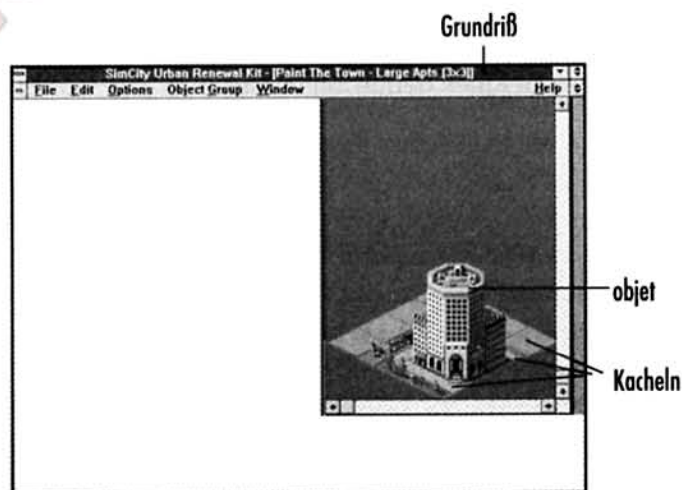 Grundriß
SimCity Urban Renewal Kit - [Paint The Town - Large Apts (3x3)]
File Edit Options Object Group Window Help
objet
Kacheln